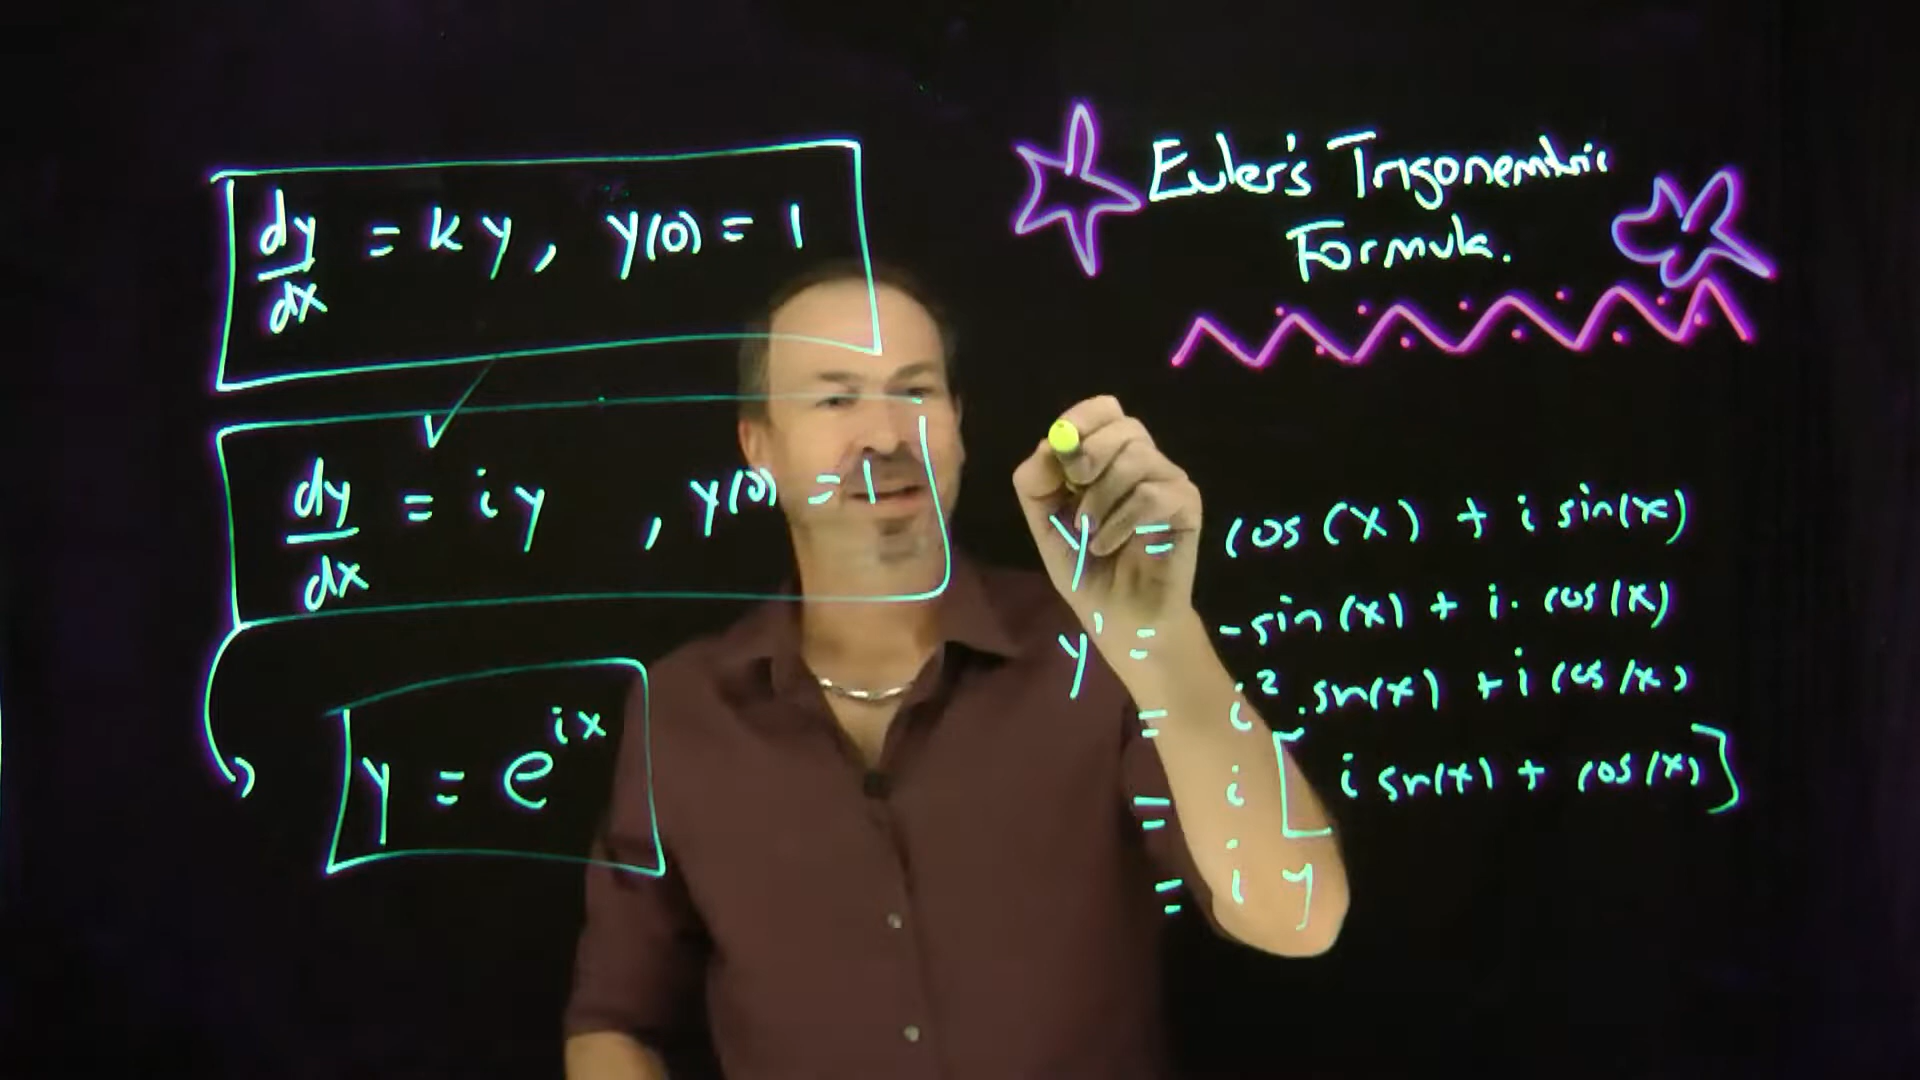 dy/dx = ky, y(0) = 1
dy/dx = iy , y(0) = 1
y = e^{ix}
Euler's Trigonemtric
Formula.
y = cos(x) + i sin(x)
y' = -sin(x) + i. cos(x)
= i². sin(x) + i cos(x)
= i [ i sin(x) + cos(x)]
= i y